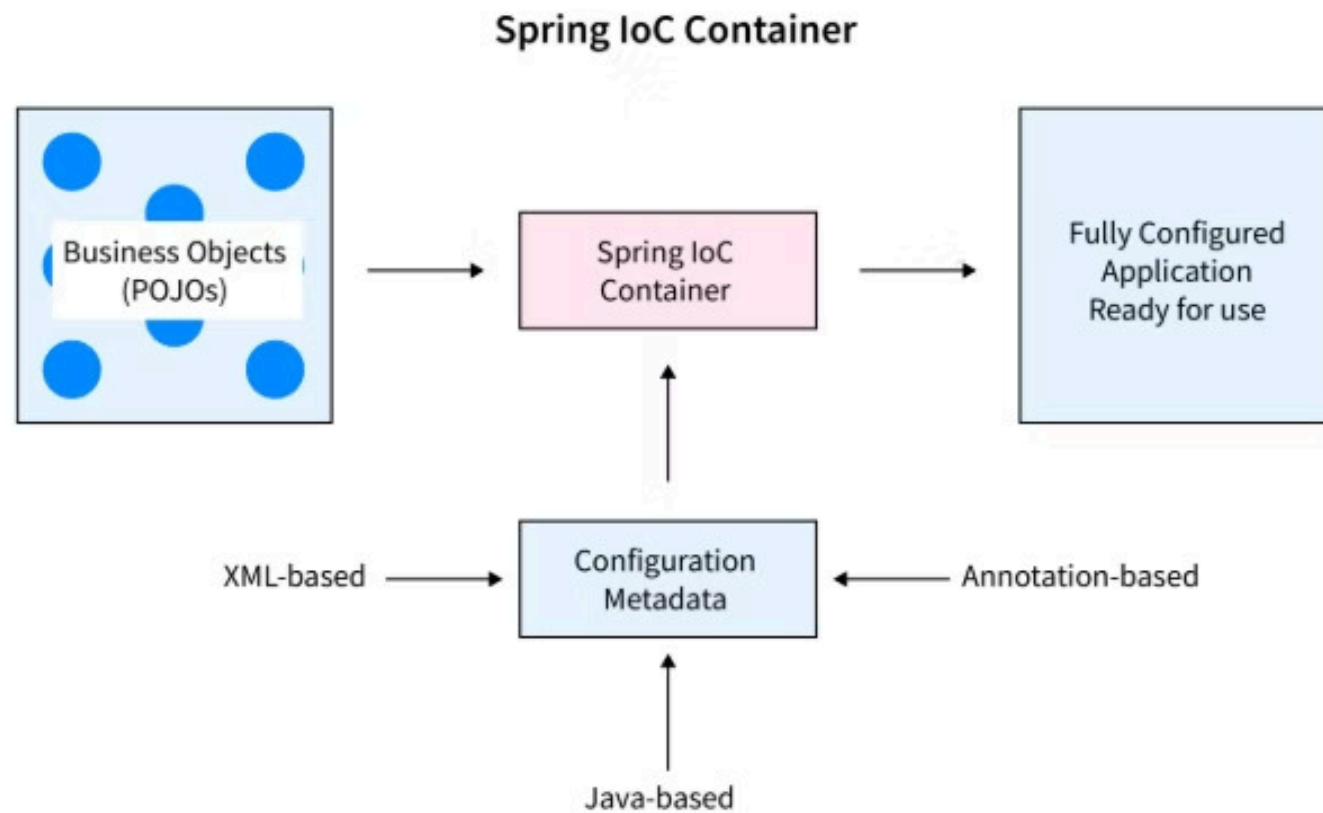 Spring IoC Container
Business Objects
(POJOs)
Spring IoC
Container
Fully Configured
Application
Ready for use
XML-based
Configuration
Metadata
Annotation-based
Java-based